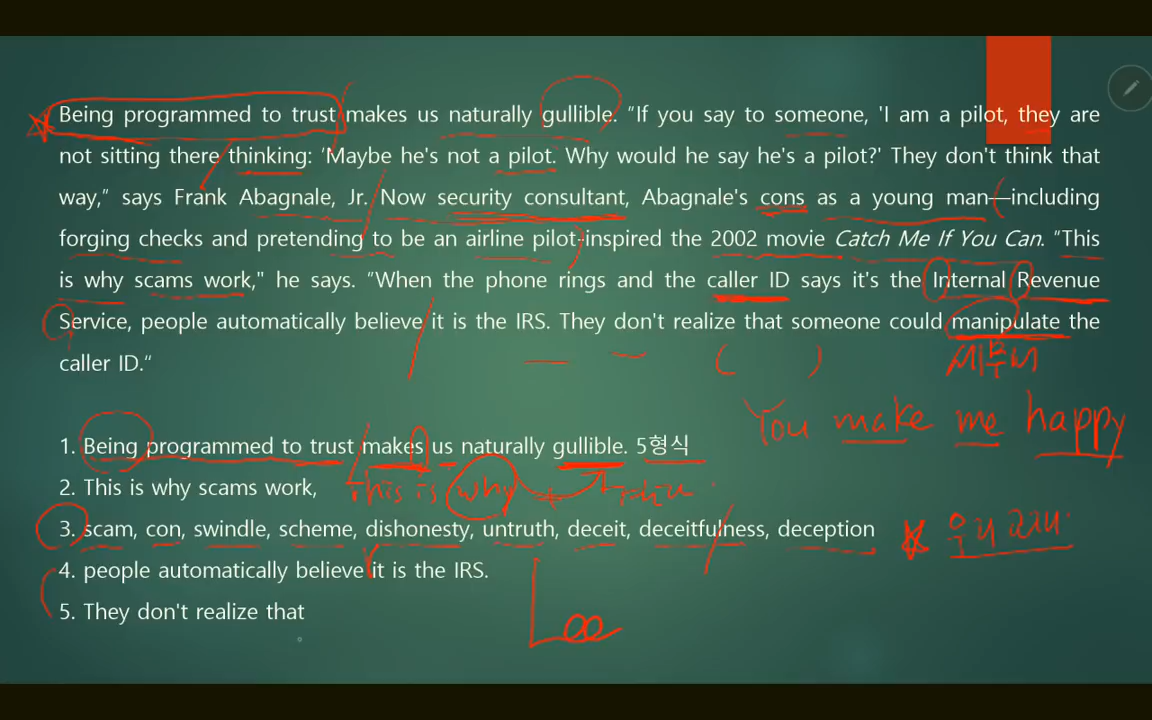 Being programmed to trust makes us naturally gullible. "If you say to someone, 'I am a pilot, they are
not sitting there thinking: 'Maybe he's not a pilot. Why would he say he's a pilot?' They don't think that
way," says Frank Abagnale, Jr. Now security consultant, Abagnale's cons as a young man—including
forging checks and pretending to be an airline pilot-inspired the 2002 movie Catch Me If You Can. "This
is why scams work," he says. "When the phone rings and the caller ID says it's the Internal Revenue
Service, people automatically believe it is the IRS. They don't realize that someone could manipulate the
caller ID."
You make me happy
1. Being programmed to trust makes us naturally gullible. 5형식
2. This is why scams work,
this is why
3. scam, con, swindle, scheme, dishonesty, untruth, deceit, deceitfulness, deception
4. people automatically believe it is the IRS.
5. They don't realize that